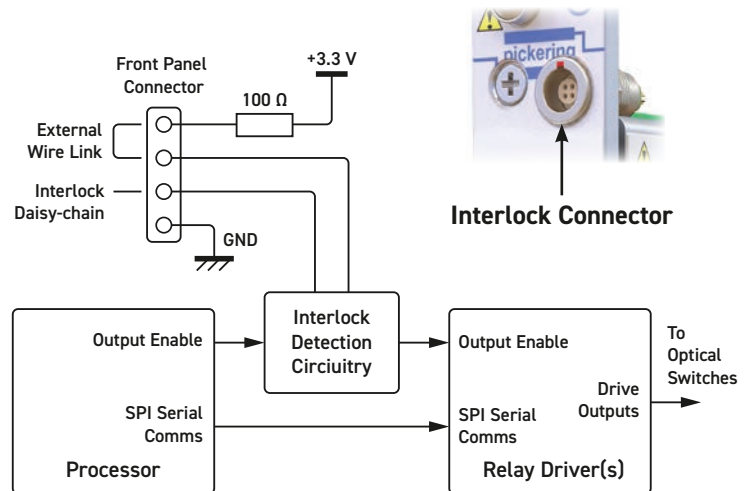 +3.3 V
Front Panel
Connector
100 Ω
External
Wire Link
Interlock
Daisy-chain
GND
pickering
Interlock Connector
Output Enable
SPI Serial
Comms
Processor
Interlock
Detection
Circiuitry
Output Enable
SPI Serial
Comms
Drive
Outputs
Relay Driver(s)
To
Optical
Switches